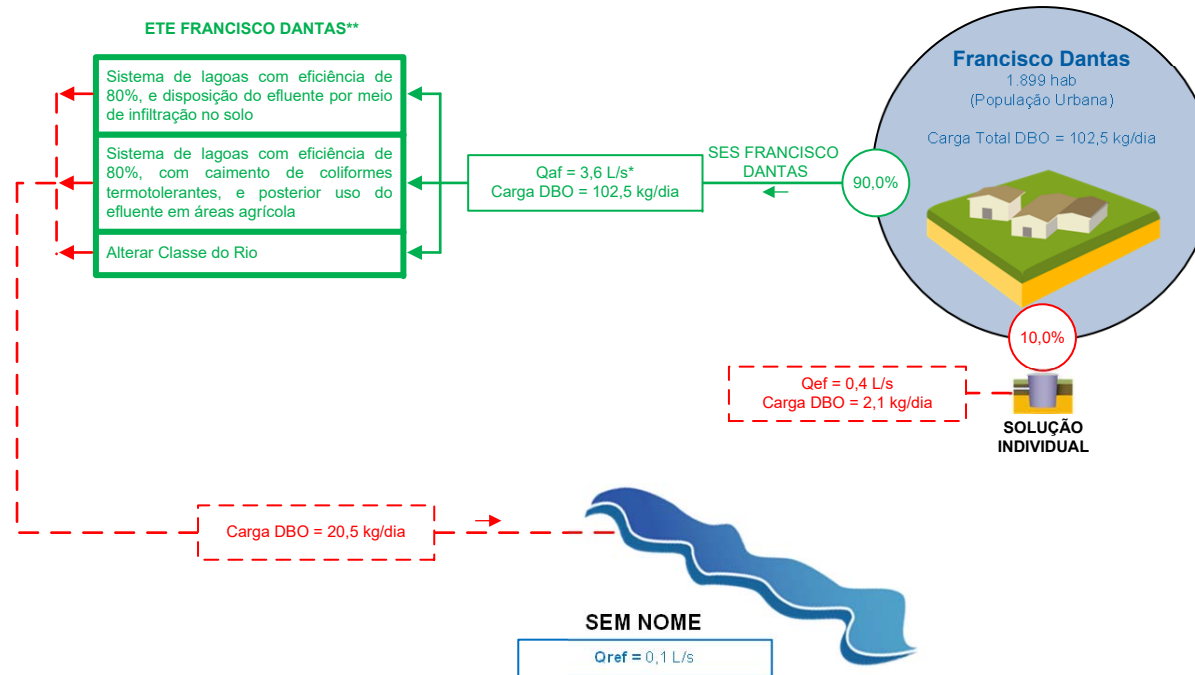 ETE FRANCISCO DANTAS**
Sistema de lagoas com eficiência de
80%, e disposição do efluente por meio
de infiltração no solo
Sistema de lagoas com eficiência de
80%, com caimento de coliformes
termotolerantes, e posterior uso do
efluente em áreas agrícola
Alterar Classe do Rio
Qaf = 3,6 L/s*
Carga DBO = 102,5 kg/dia
SES FRANCISCO
DANTAS
90,0%
Francisco Dantas
1.899 hab
(População Urbana)
Carga Total DBO = 102,5 kg/dia
10,0%
Qef = 0,4 L/s
Carga DBO = 2,1 kg/dia
SOLUÇÃO
INDIVIDUAL
Carga DBO = 20,5 kg/dia
SEM NOME
Qref = 0,1 L/s